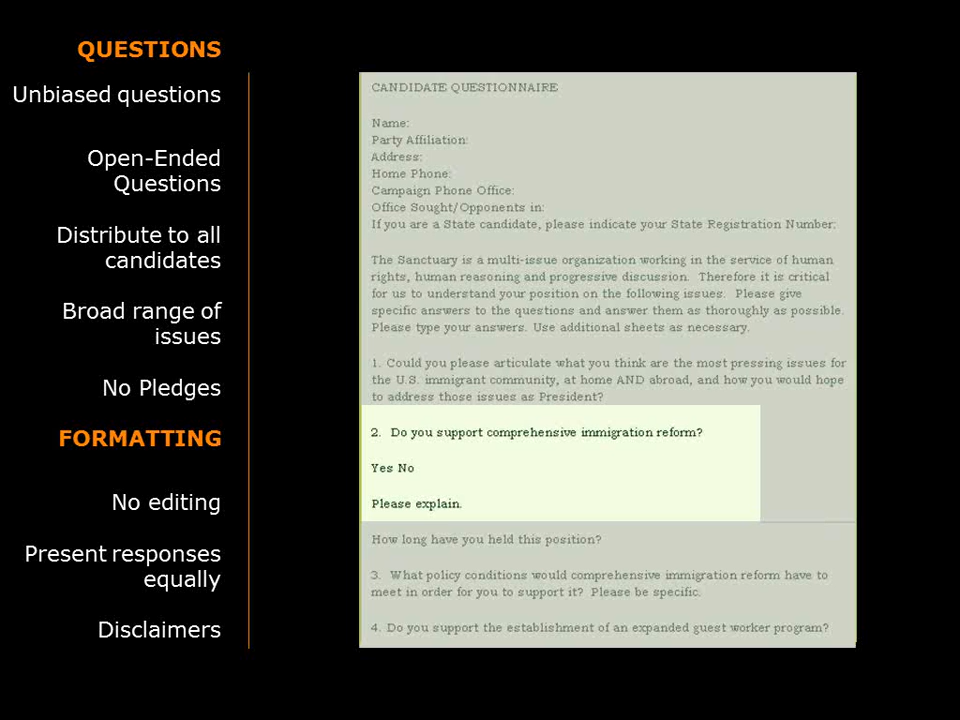 QUESTIONS
Unbiased questions
Open-Ended
Questions
Distribute to all
candidates
Broad range of
issues
No Pledges
FORMATTING
No editing
Present responses
equally
Disclaimers
CANDIDATE QUESTIONNAIRE
Name:
Party Affiliation:
Address:
Home Phone:
Campaign Phone Office:
Office Sought/Opponents in:
If you are a State candidate, please indicate your State Registration Number:
The Sanctuary is a multi-issue organization working in the service of human
rights, human reasoning and progressive discussion. Therefore it is critical
for us to understand your position on the following issues. Please give
specific answers to the questions and answer them as thoroughly as possible.
Please type your answers. Use additional sheets as necessary.
1. Could you please articulate what you think are the most pressing issues for
the U.S. immigrant community, at home AND abroad, and how you would hope
to address those issues as President?
2. Do you support comprehensive immigration reform?
Yes No
Please explain.
How long have you held this position?
3. What policy conditions would comprehensive immigration reform have to
meet in order for you to support it? Please be specific.
4. Do you support the establishment of an expanded guest worker program?